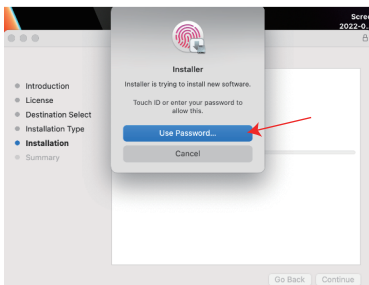 Scre
2022-0.
Installer
Installer is trying to install new software.
Touch ID or enter your password to
allow this.
Use Password...
Cancel
Introduction
License
Destination Select
Installation Type
Installation
Summary
Go Back
Continue